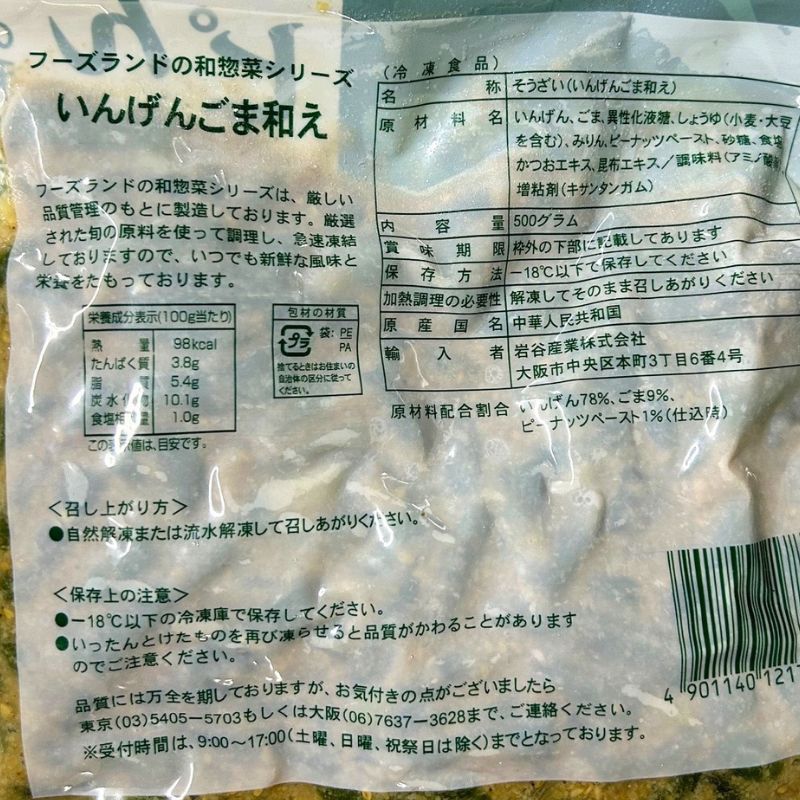 フーズランドの和惣菜シリーズ
いんげんごま和え
フーズランドの和惣菜シリーズは、厳しい
品質管理のもとに製造しております。厳選
された旬の原料を使って調理し、急速凍結
しておりますので、いつでも新鮮な風味と
栄養をたもっております。
栄養成分表示(100g当たり)
熱量 98kcal
たんぱく質 3.8g
脂質 5.4g
炭水化物 10.1g
食塩相当量 1.0g
この表示値は、目安です。
包材の材質
プラ 袋:PE
PA
捨てるときはお住まいの
自治体の区分に従って
ください。
(冷凍食品)
名称 そうざい(いんげんごま和え)
原材料名 いんげん、ごま、異性化液糖、しょうゆ(小麦・大豆
を含む)、みりん、ピーナッツペースト、砂糖、食塩
かつおエキス、昆布エキス/調味料(アミノ酸等)
増粘剤(キサンタンガム)
内容量 500グラム
賞味期限 枠外の下部に記載してあります
保存方法 -18℃以下で保存してください
加熱調理の必要性 解凍してそのまま召しあがりください
原産国名 中華人民共和国
輸入者 岩谷産業株式会社
大阪市中央区本町3丁目6番4号
原材料配合割合 いんげん78%、ごま9%、
ピーナッツペースト1%(仕込時)
<召し上がり方>
●自然解凍または流水解凍して召しあがりください。
<保存上の注意>
●-18℃以下の冷凍庫で保存してください。
●いったんとけたものを再び凍らせると品質がかわることがあります
のでご注意ください。
品質には万全を期しておりますが、お気付きの点がございましたら
東京(03)5405-5703もしくは大阪(06)7637-3628まで、ご連絡ください。
※受付時間は、9:00~17:00(土曜、日曜、祝祭日は除く)までとなっております。
4 901140 121